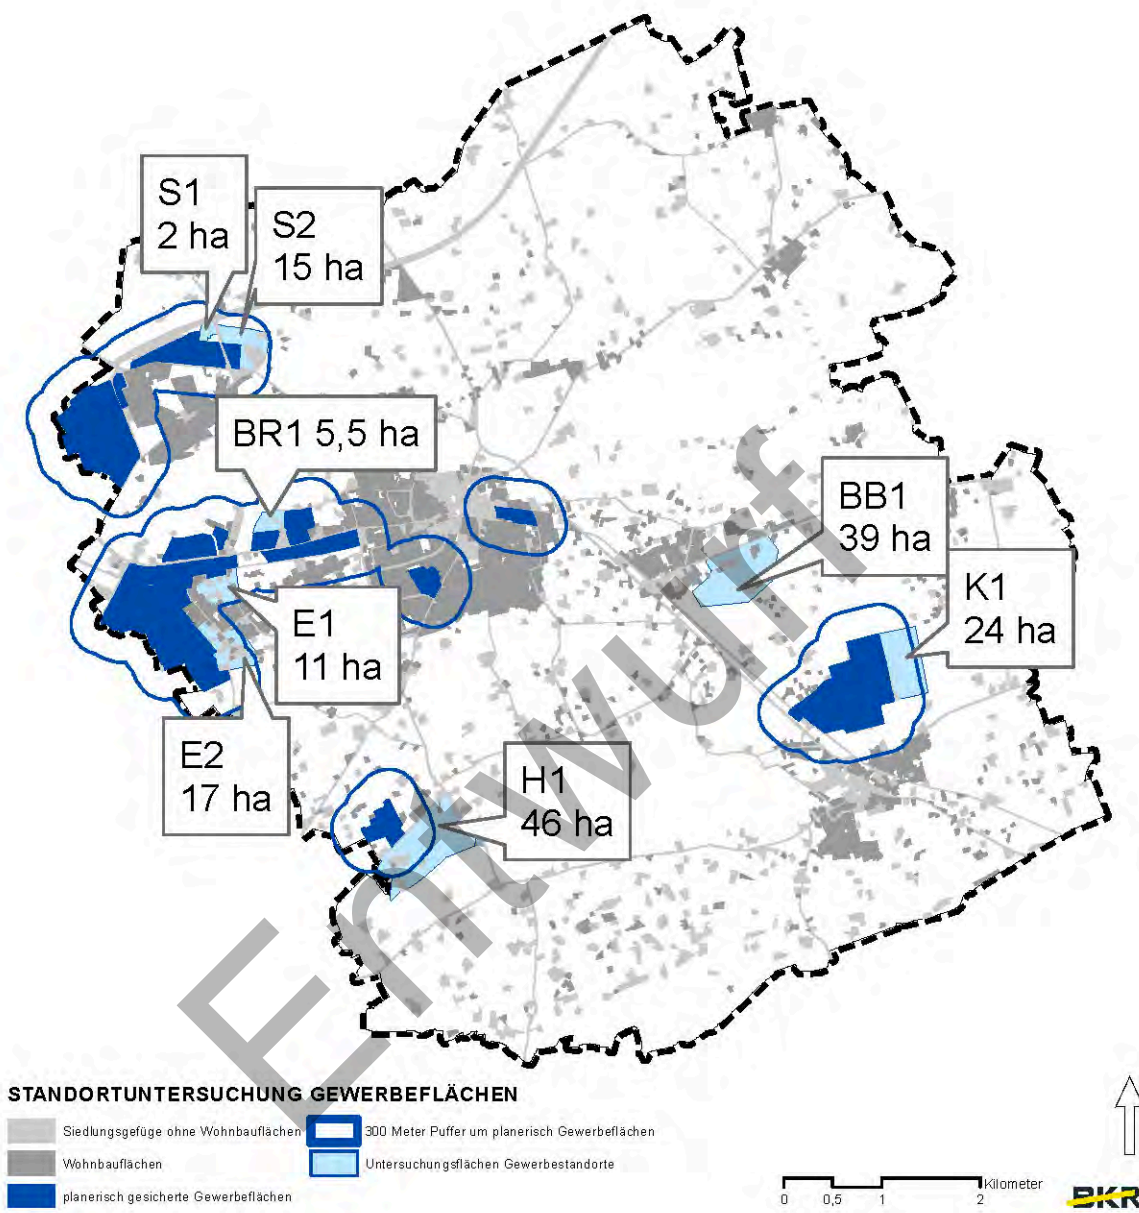 S1
2 ha
S2
15 ha
BR1 5,5 ha
BB1
39 ha
K1
24 ha
E1
11 ha
E2
17 ha
H1
46 ha
Entwurf
STANDORTUNTERSUCHUNG GEWERBEFLÄCHEN
Siedlungsgefüge ohne Wohnbauflächen
300 Meter Puffer um planerisch Gewerbeflächen
Wohnbauflächen
Untersuchungsflächen Gewerbestandorte
planerisch gesicherte Gewerbeflächen
Kilometer
0 0,5 1 2
BKR